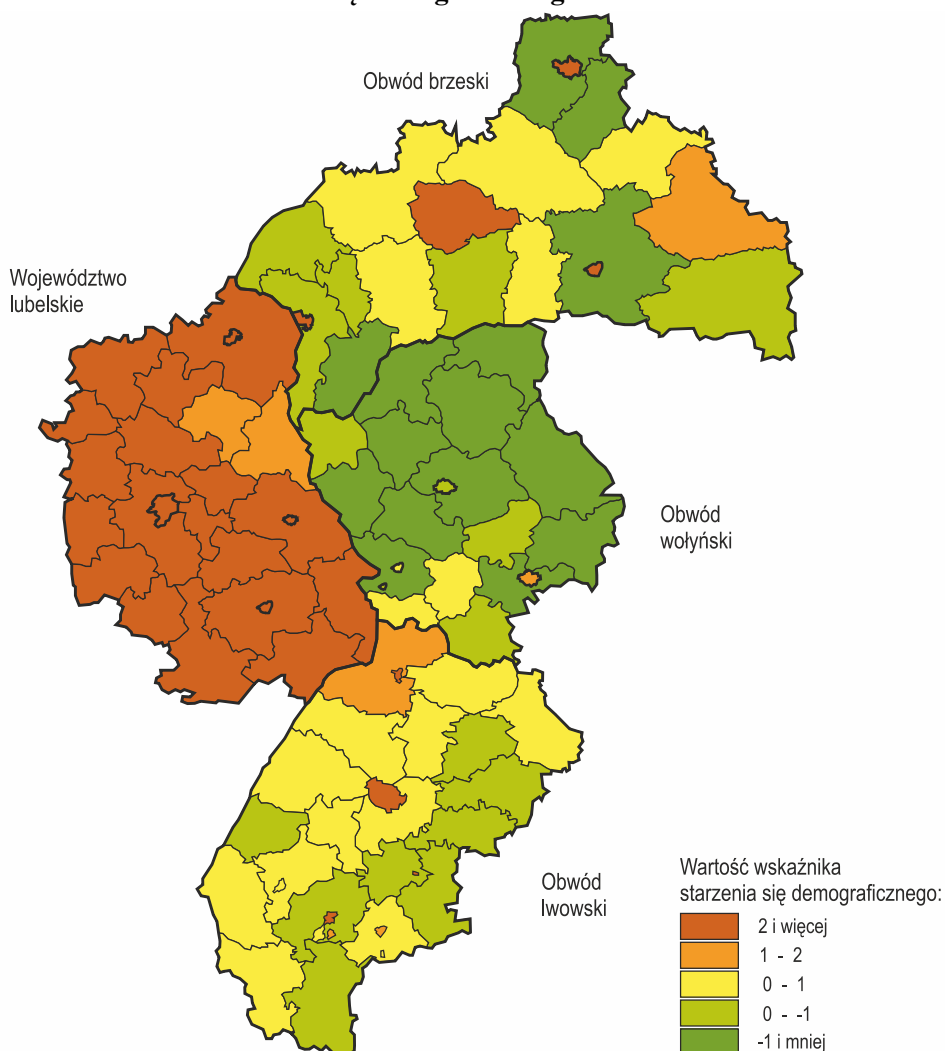 Obwód brzeski
Województwo
lubelskie
Obwód
wołyński
Obwód
lwowski
Wartość wskaźnika
starzenia się demograficznego:
2 i więcej
1 - 2
0 - 1
0 - -1
-1 i mniej